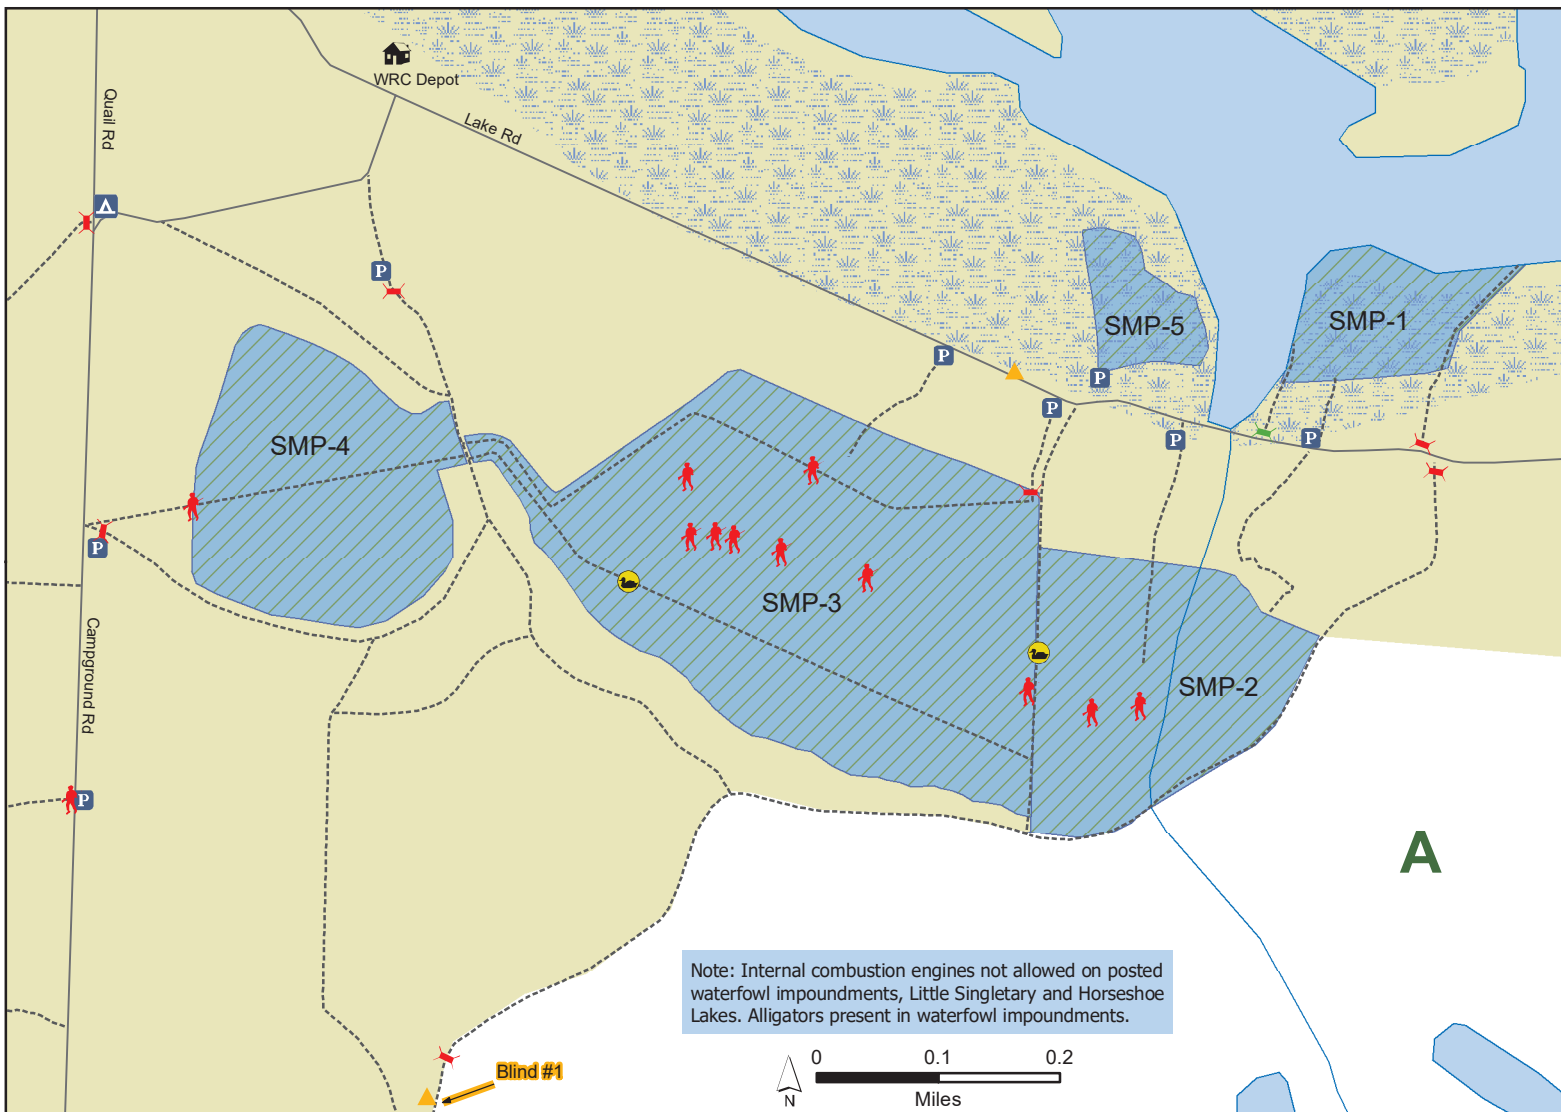 WRC Depot
Quail Rd
Lake Rd
P
SMP-5
SMP-1
P
P
P
P
P
SMP-4
P
SMP-3
Campground Rd
SMP-2
P
A
Note: Internal combustion engines not allowed on posted
waterfowl impoundments, Little Singletary and Horseshoe
Lakes. Alligators present in waterfowl impoundments.
0 0.1 0.2
N
Miles
Blind #1